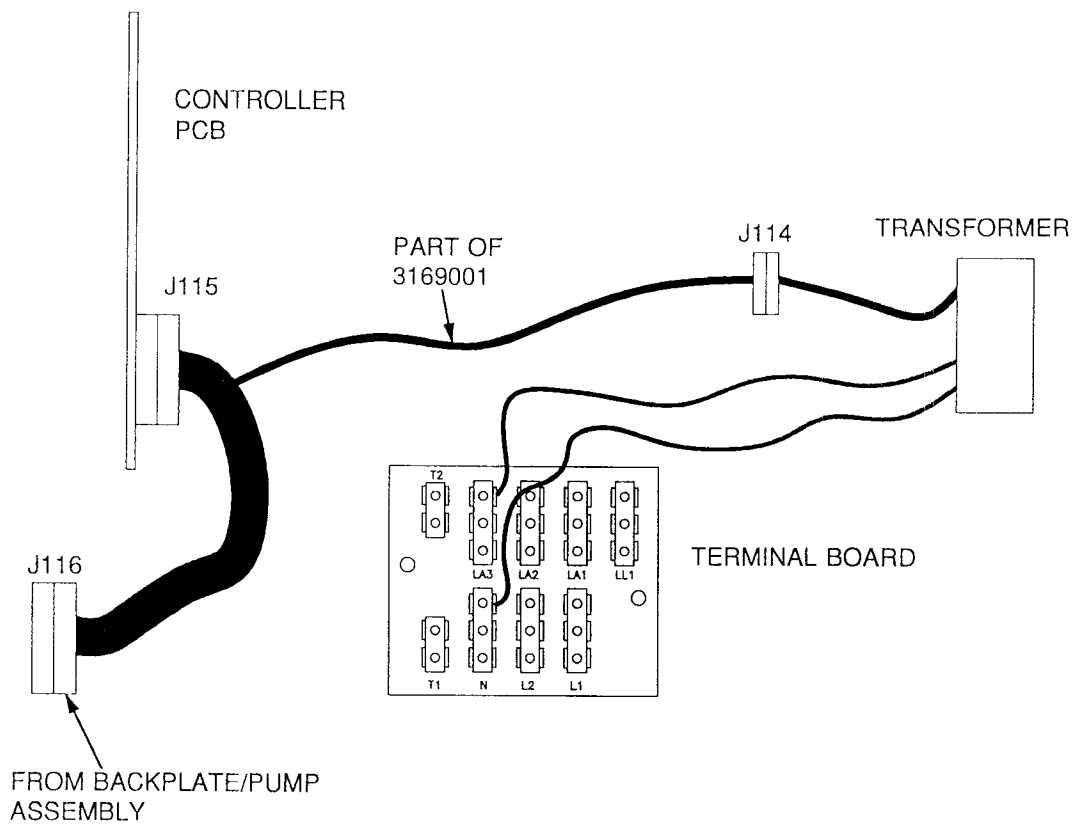 CONTROLLER
PCB
TRANSFORMER
J114
PART OF
3169001
J115
T2
LA3 LA2 LA1 LL1
TERMINAL BOARD
J116
T1 N L2 L1
FROM BACKPLATE/PUMP
ASSEMBLY